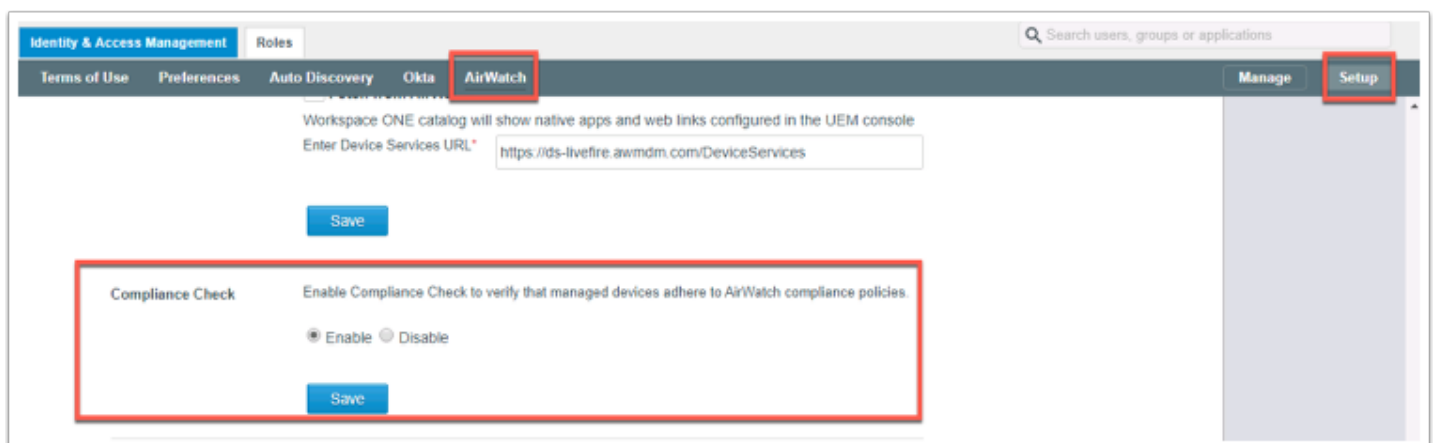 Identity & Access Management Roles Search users, groups or applications
Terms of Use Preferences Auto Discovery Okta AirWatch Manage Setup
Workspace ONE catalog will show native apps and web links configured in the UEM console
Enter Device Services URL* https://ds-livefire.awmdm.com/DeviceServices
Save
Compliance Check Enable Compliance Check to verify that managed devices adhere to AirWatch compliance policies.
Enable Disable
Save